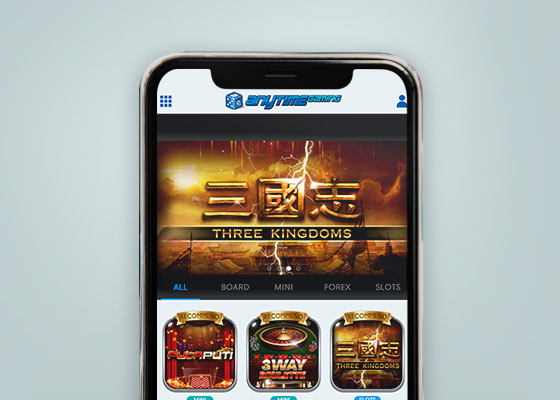 ANYTIME GAMING
三國志
THREE KINGDOMS
ALL BOARD MINI FOREX SLOTS
RECOMMEND RECOMMEND RECOMMEND
PUTAPUTI
3WAY
ROULETTE
三國志
THREE KINGDOMS
MINI MINI SLOTS